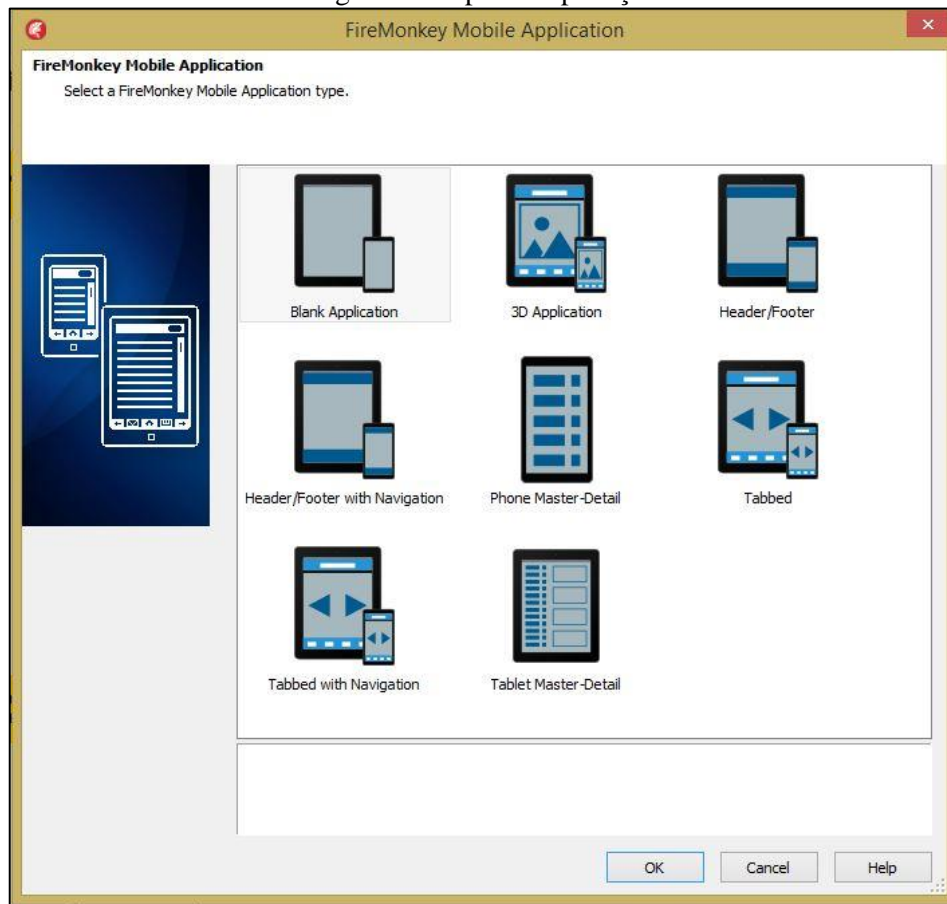 FireMonkey Mobile Application
FireMonkey Mobile Application
Select a FireMonkey Mobile Application type.
Blank Application
3D Application
Header/Footer
Header/Footer with Navigation
Phone Master-Detail
Tabbed
Tabbed with Navigation
Tablet Master-Detail
OK
Cancel
Help